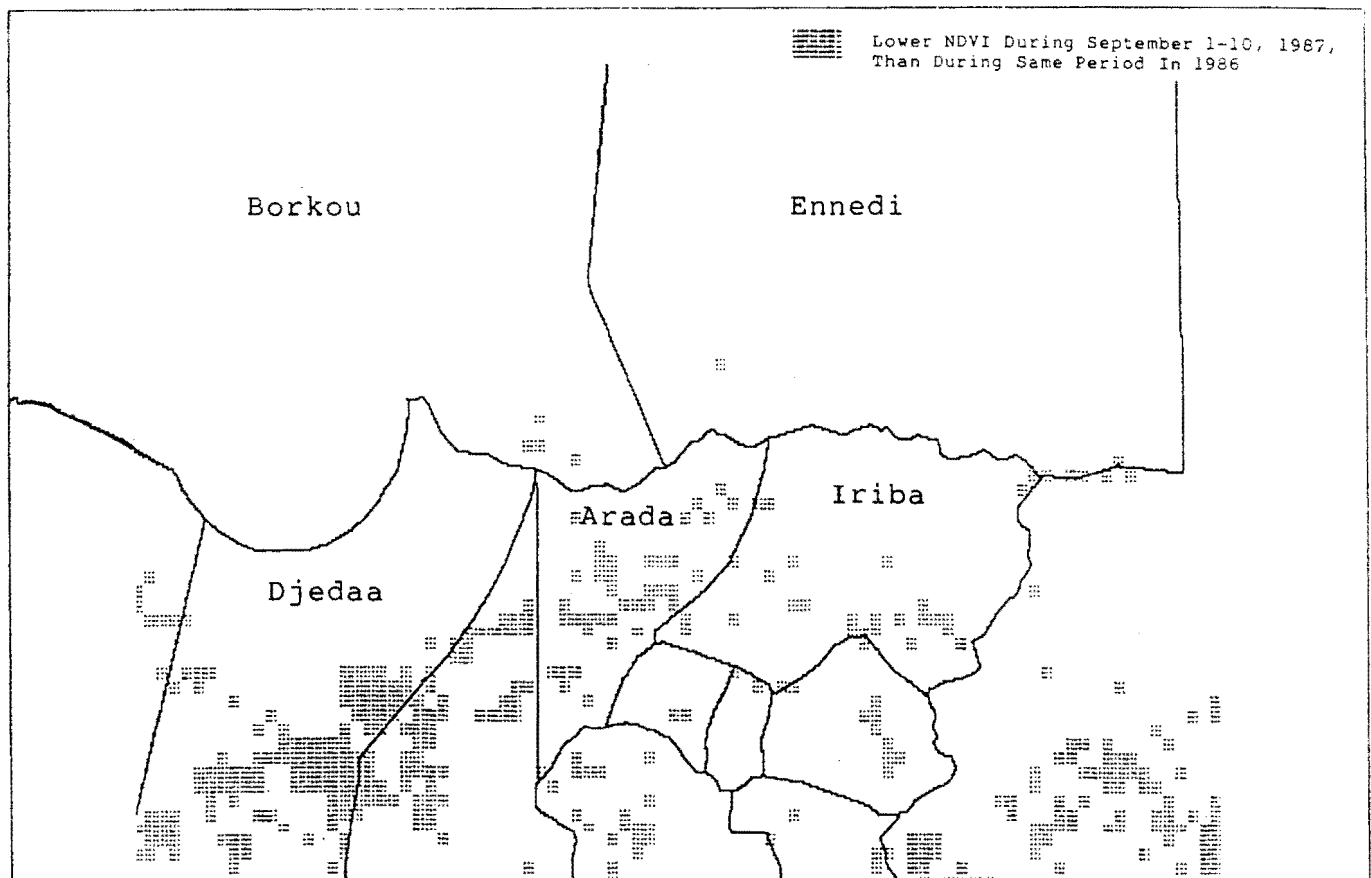 Lower NDVI During September 1-10, 1987,
Than During Same Period In 1986
Borkou
Ennedi
Iriba
Arada
Djedaa